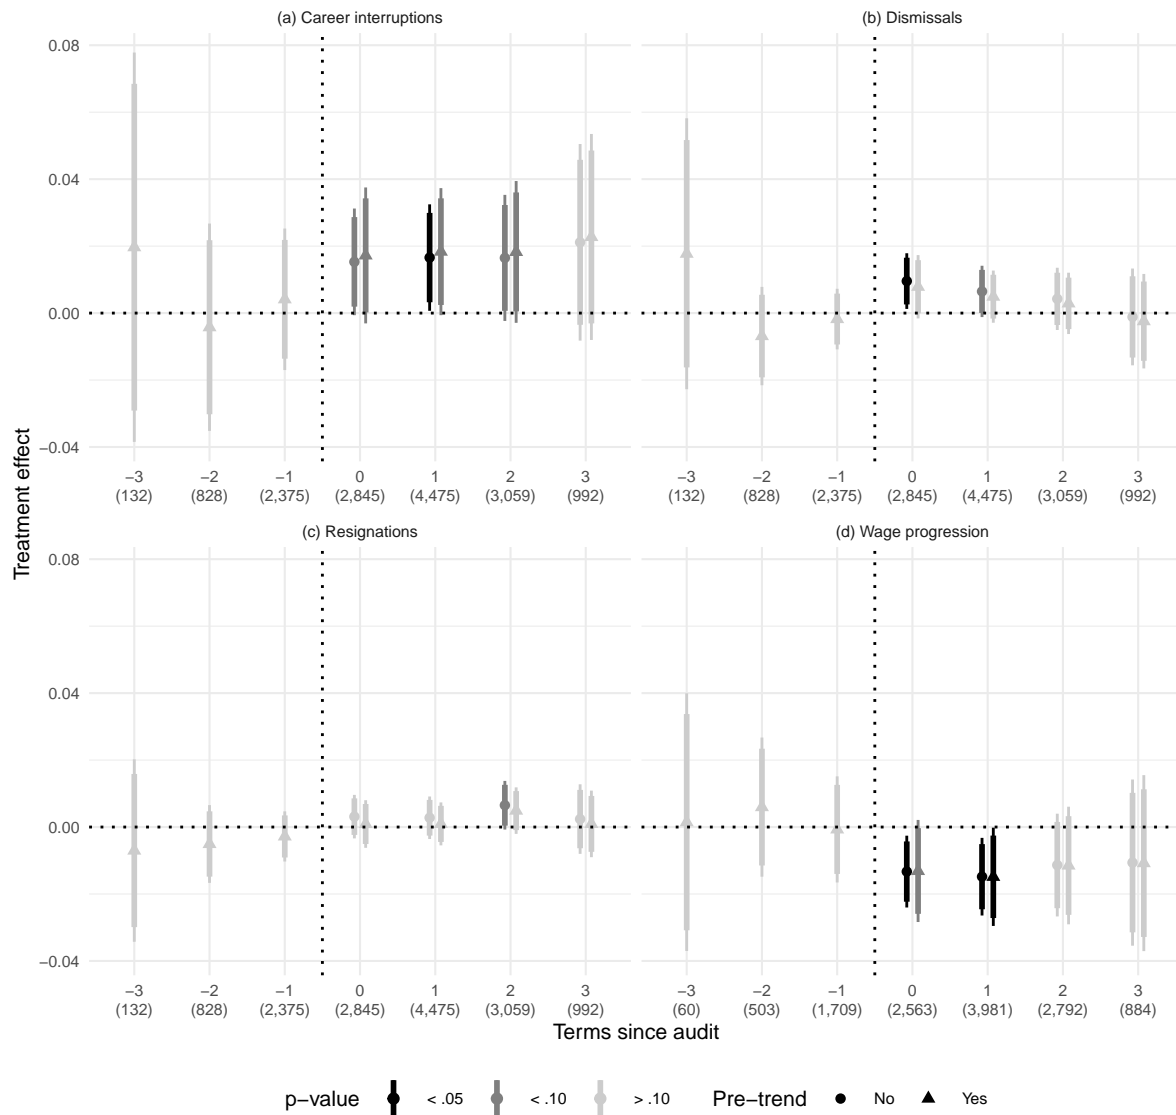 (a) Career interruptions
(b) Dismissals
0.08
0.04
0.00
−0.04
−3 −2 −1 0 1 2 3
(132) (828) (2,375) (2,845) (4,475) (3,059) (992)
−3 −2 −1 0 1 2 3
(132) (828) (2,375) (2,845) (4,475) (3,059) (992)
Treatment effect
(c) Resignations
(d) Wage progression
0.08
0.04
0.00
−0.04
−3 −2 −1 0 1 2 3
(132) (828) (2,375) (2,845) (4,475) (3,059) (992)
−3 −2 −1 0 1 2 3
(60) (503) (1,709) (2,563) (3,981) (2,792) (884)
Terms since audit
p−value < .05 < .10 > .10 Pre−trend No Yes